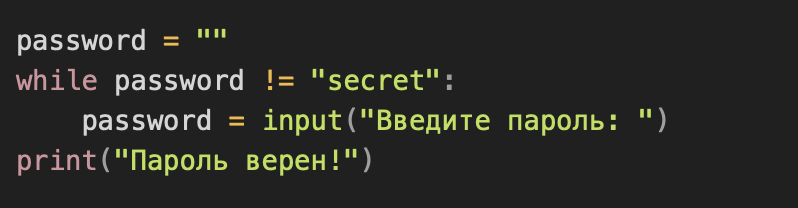 password = ""
while password != "secret":
    password = input("Введите пароль: ")
print("Пароль верен!")